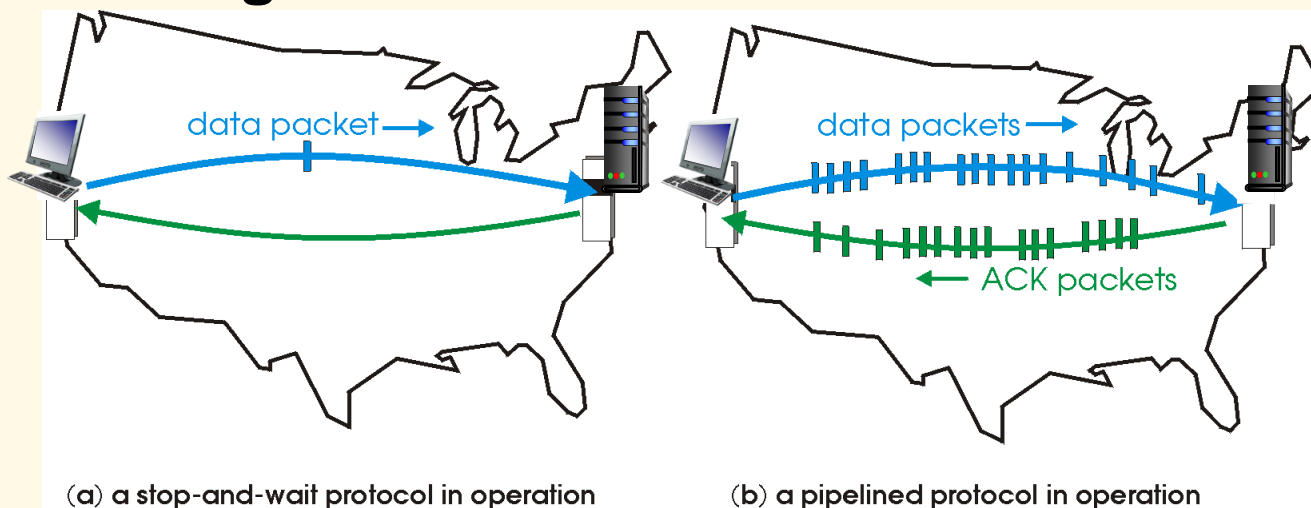 data packet
data packets
ACK packets
(a) a stop-and-wait protocol in operation
(b) a pipelined protocol in operation